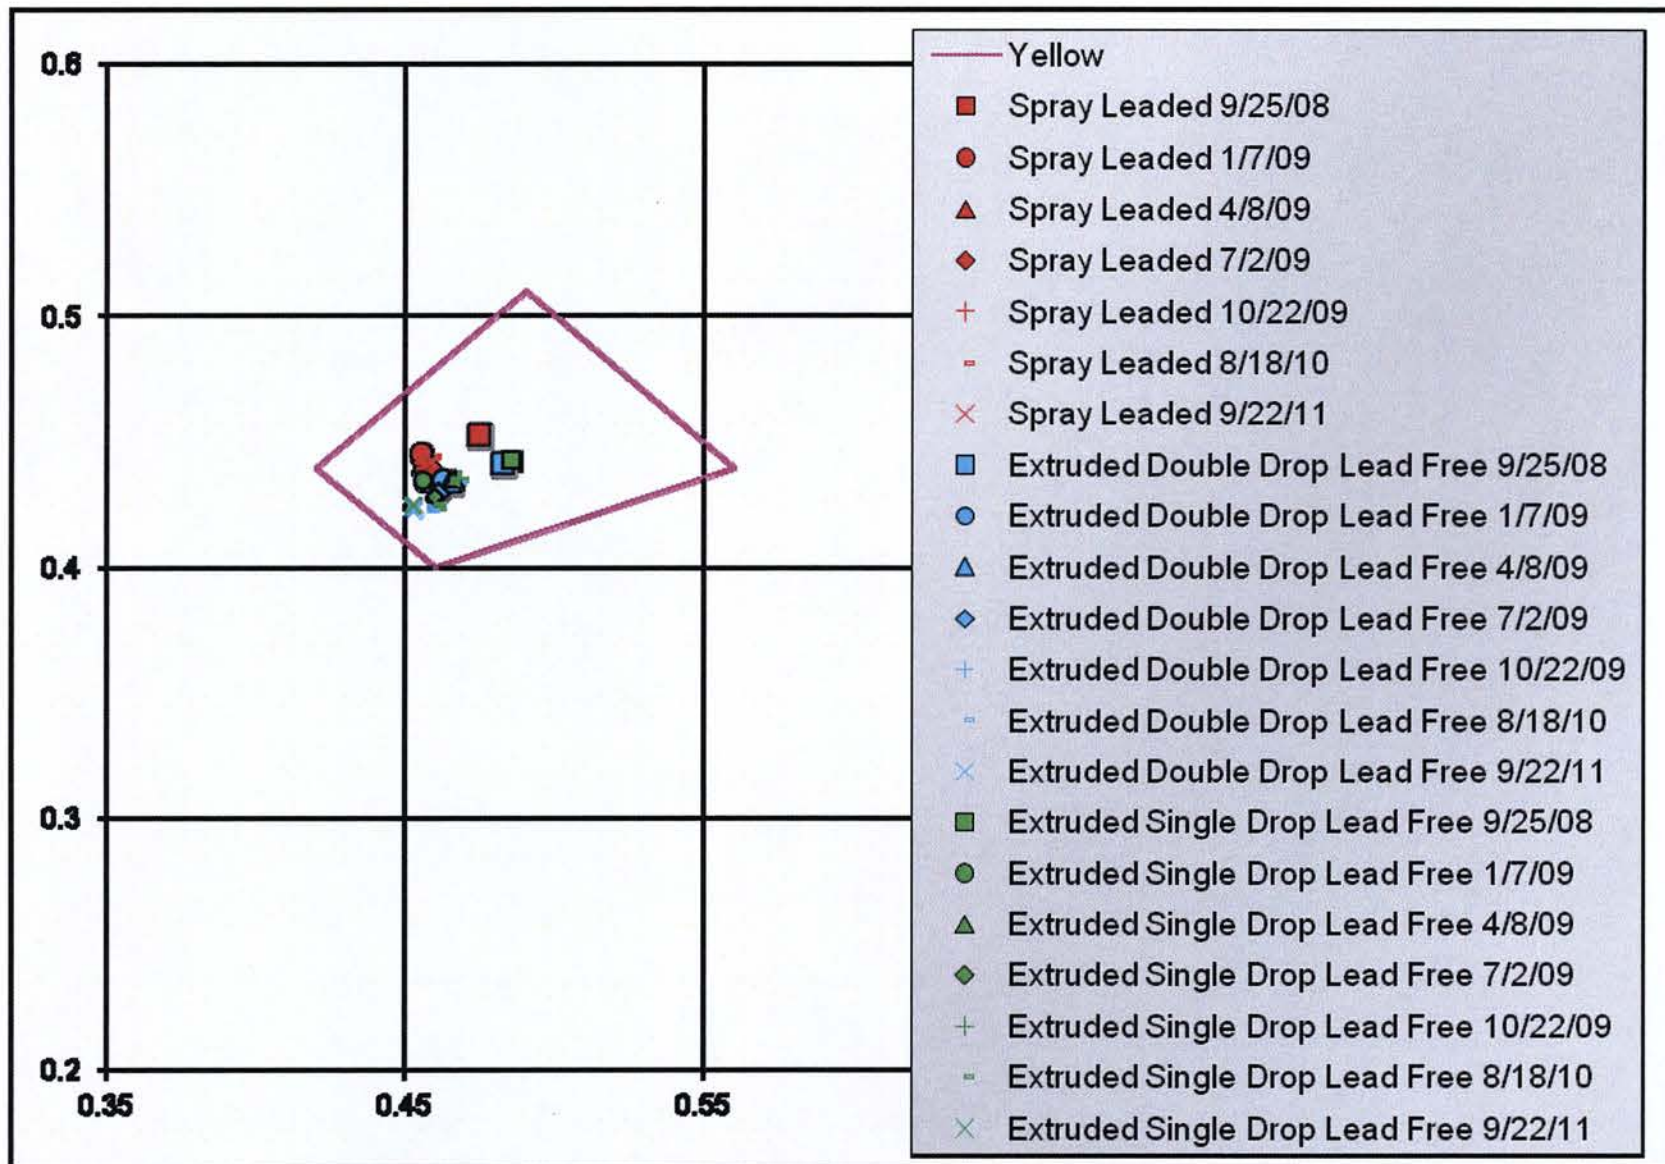 0.6
0.5
0.4
0.3
0.2
0.35
0.45
0.55
Yellow
Spray Leaded 9/25/08
Spray Leaded 1/7/09
Spray Leaded 4/8/09
Spray Leaded 7/2/09
Spray Leaded 10/22/09
Spray Leaded 8/18/10
Spray Leaded 9/22/11
Extruded Double Drop Lead Free 9/25/08
Extruded Double Drop Lead Free 1/7/09
Extruded Double Drop Lead Free 4/8/09
Extruded Double Drop Lead Free 7/2/09
Extruded Double Drop Lead Free 10/22/09
Extruded Double Drop Lead Free 8/18/10
Extruded Double Drop Lead Free 9/22/11
Extruded Single Drop Lead Free 9/25/08
Extruded Single Drop Lead Free 1/7/09
Extruded Single Drop Lead Free 4/8/09
Extruded Single Drop Lead Free 7/2/09
Extruded Single Drop Lead Free 10/22/09
Extruded Single Drop Lead Free 8/18/10
Extruded Single Drop Lead Free 9/22/11